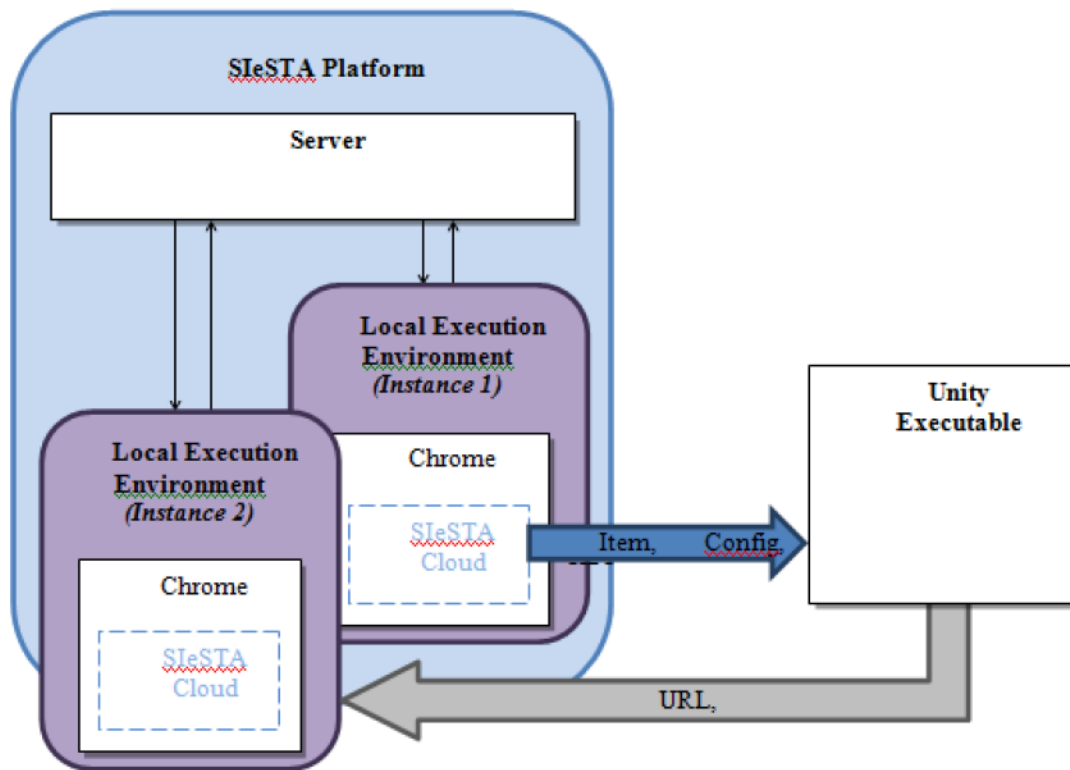 SIeSTA Platform
Server
Local Execution
Environment
(Instance 1)
Unity
Executable
Local Execution
Environment
(Instance 2)
Chrome
SIeSTA
Cloud
Item, Config,
Chrome
SIeSTA
Cloud
URL,